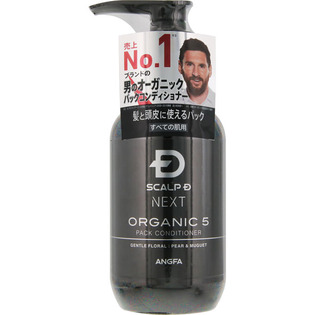 売上
No.1
ブランドの
男のオーガニック
パックコンディショナー
髪と頭皮に使えるパック
すべての肌用
SCALP D
NEXT
ORGANIC 5
PACK CONDITIONER
GENTLE FLORAL : PEAR & MUGUET
ANGFA